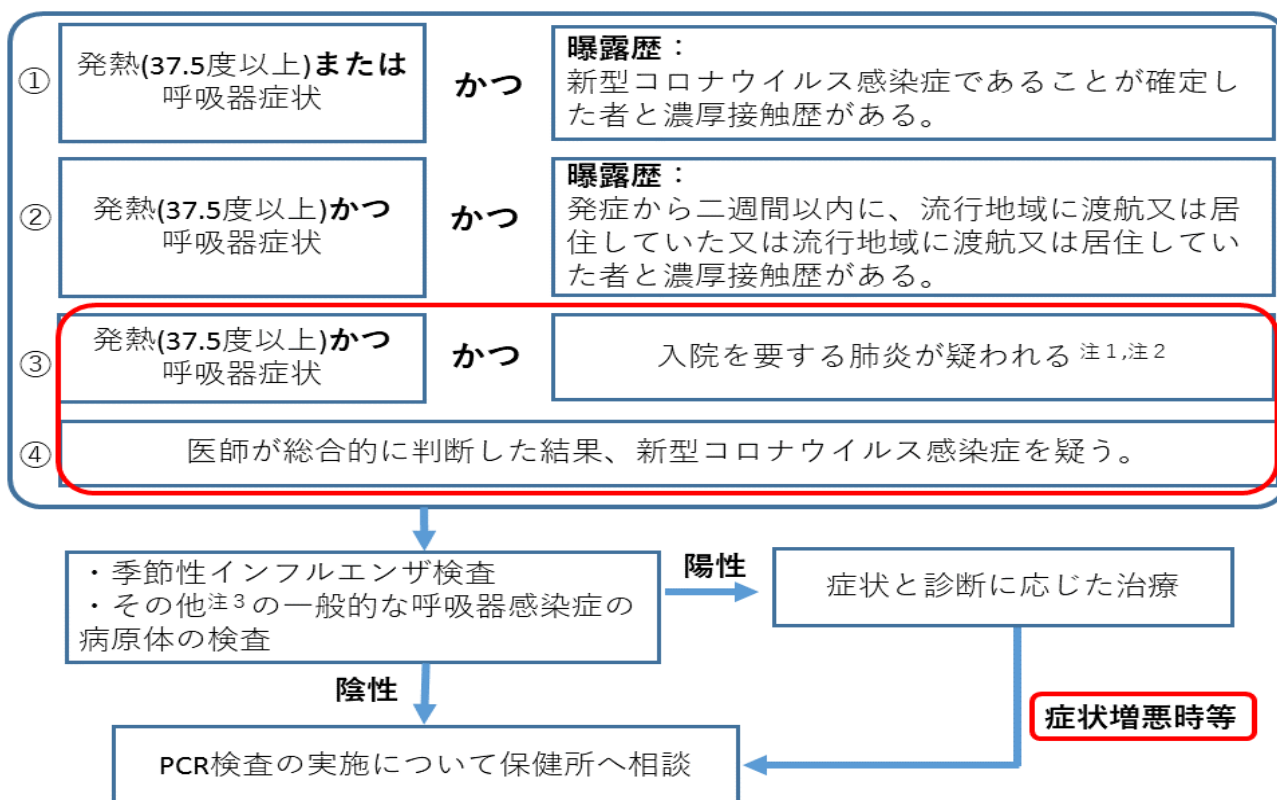 ①
発熱(37.5度以上)または
呼吸器症状
かつ
曝露歴：
新型コロナウイルス感染症であることが確定し
た者と濃厚接触歴がある。
②
発熱(37.5度以上)かつ
呼吸器症状
かつ
曝露歴：
発症から二週間以内に、流行地域に渡航又は居
住していた又は流行地域に渡航又は居住してい
た者と濃厚接触歴がある。
③
発熱(37.5度以上)かつ
呼吸器症状
かつ
入院を要する肺炎が疑われる 注1,注2
④
医師が総合的に判断した結果、新型コロナウイルス感染症を疑う。
・季節性インフルエンザ検査
・その他注3の一般的な呼吸器感染症の
病原体の検査
陽性
症状と診断に応じた治療
陰性
症状増悪時等
PCR検査の実施について保健所へ相談